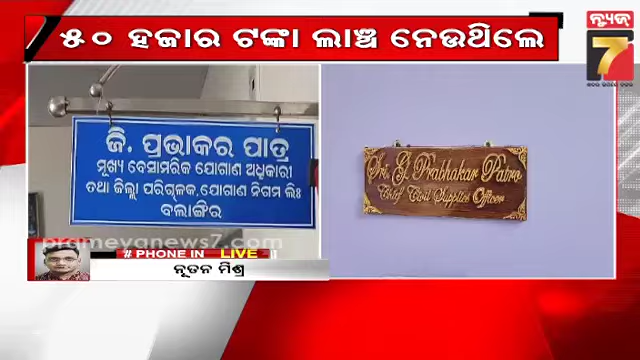 ୫୦ ହଜାର ଟଙ୍କା ଲାଞ୍ଚ ନେଉଥିଲେ
ନ୍ୟୁଜ୍
7
ଜି. ପ୍ରଭାକର ପାତ୍ର
ମୂଖ୍ୟ ବେସାମରିକ ଯୋଗାଣ ଅଧିକାରୀ
ତଥା ଜିଲ୍ଲା ପରିଚାଳକ, ଯୋଗାଣ ନିଗମ ଲିଃ
ବଲାଙ୍ଗିର
Sri. G. Prabhakar Patro
Chief Civil Supplies Officer
prameyanews7.com
# PHONE IN LIVE
ନୂତନ ମିଶ୍ର